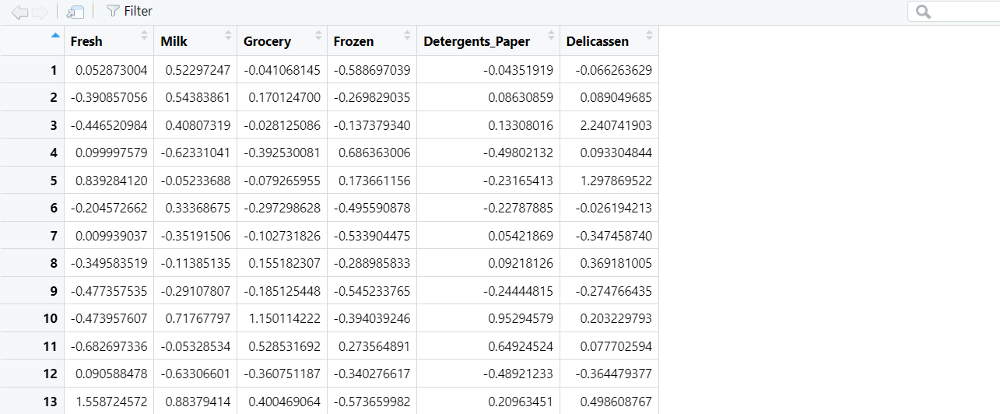 Filter
Fresh Milk Grocery Frozen Detergents_Paper Delicassen
1 0.052873004 0.52297247 -0.041068145 -0.588697039 -0.04351919 -0.066263629
2 -0.390857056 0.54383861 0.170124700 -0.269829035 0.08630859 0.089049685
3 -0.446520984 0.40807319 -0.028125086 -0.137379340 0.13308016 2.240741903
4 0.099997579 -0.62331041 -0.392530081 0.686363006 -0.49802132 0.093304844
5 0.839284120 -0.05233688 -0.079265955 0.173661156 -0.23165413 1.297869522
6 -0.204572662 0.33368675 -0.297298628 -0.495590878 -0.22787885 -0.026194213
7 0.009939037 -0.35191506 -0.102731826 -0.533904475 0.05421869 -0.347458740
8 -0.349583519 -0.11385135 0.155182307 -0.288985833 0.09218126 0.369181005
9 -0.477357535 -0.29107807 -0.185125448 -0.545233765 -0.24444815 -0.274766435
10 -0.473957607 0.71767797 1.150114222 -0.394039246 0.95294579 0.203229793
11 -0.682697336 -0.05328534 0.528531692 0.273564891 0.64924524 0.077702594
12 0.090588478 -0.63306601 -0.360751187 -0.340276617 -0.48921233 -0.364479377
13 1.558724572 0.88379414 0.400469064 -0.573659982 0.20963451 0.498608767